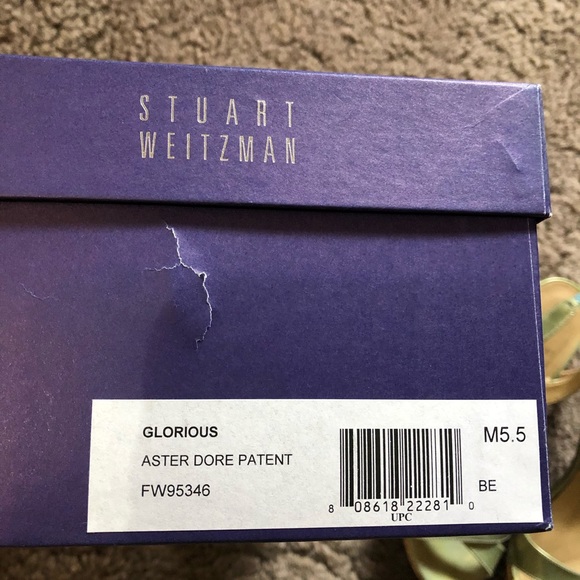 STUART
WEITZMAN
GLORIOUS
M5.5
ASTER DORE PATENT
FW95346
BE
8 08618 22281 0
UPC